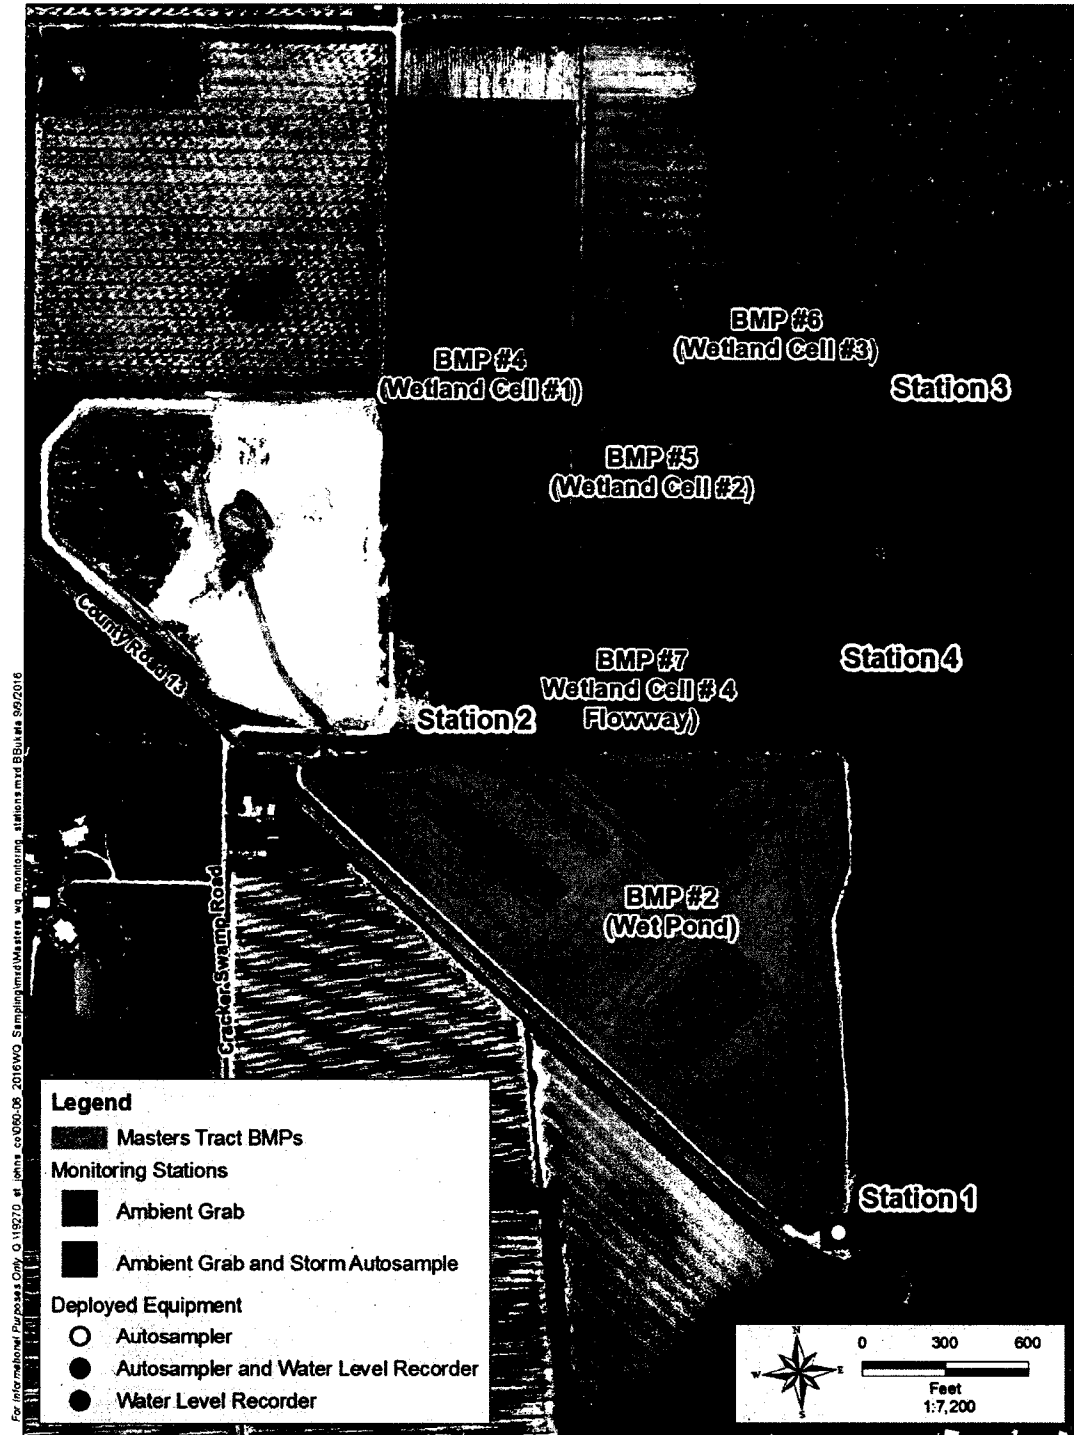 BMP #6
(Wetland Cell #3)
BMP #4
(Wetland Cell #1)
Station 3
BMP #5
(Wetland Cell #2)
County Road 13
BMP #7
Wetland Cell # 4
Flowway)
Station 4
Station 2
BMP #2
(Wet Pond)
Cracker Swamp Road
Station 1
Legend
Masters Tract BMPs
Monitoring Stations
Ambient Grab
Ambient Grab and Storm Autosample
Deployed Equipment
Autosampler
Autosampler and Water Level Recorder
Water Level Recorder
N
W
E
S
0 300 600
Feet
1:7,200
For Informational Purposes Only